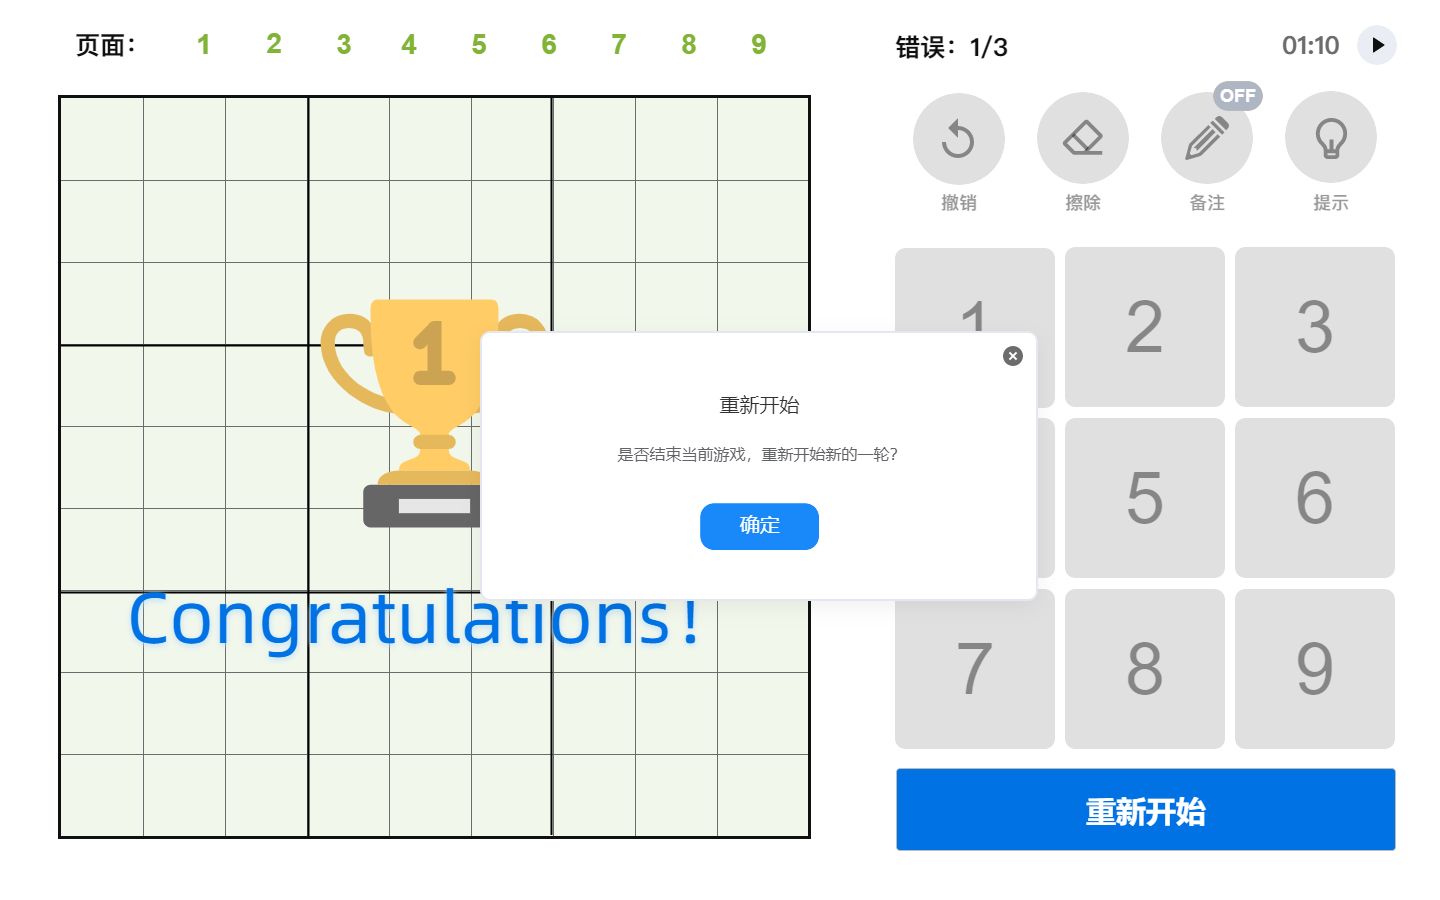 页面： 1 2 3 4 5 6 7 8 9
错误：1/3 01:10
OFF
撤销 擦除 备注 提示
1 2 3
1
重新开始
是否结束当前游戏，重新开始新的一轮？
5 6
确定
Congratulations!
7 8 9
重新开始